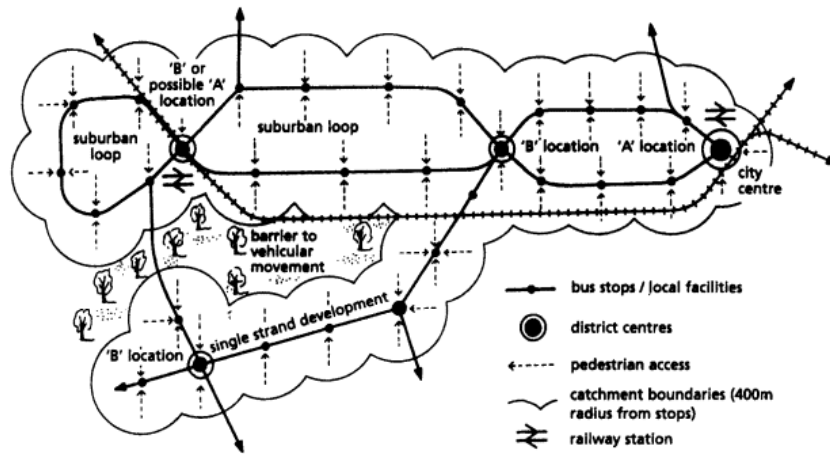 'B' or
possible 'A'
location
suburban
loop
suburban loop
'B' location
'A' location
city
centre
barrier to
vehicular
movement
single strand development
'B' location
bus stops / local facilities
district centres
pedestrian access
catchment boundaries (400m
radius from stops)
railway station